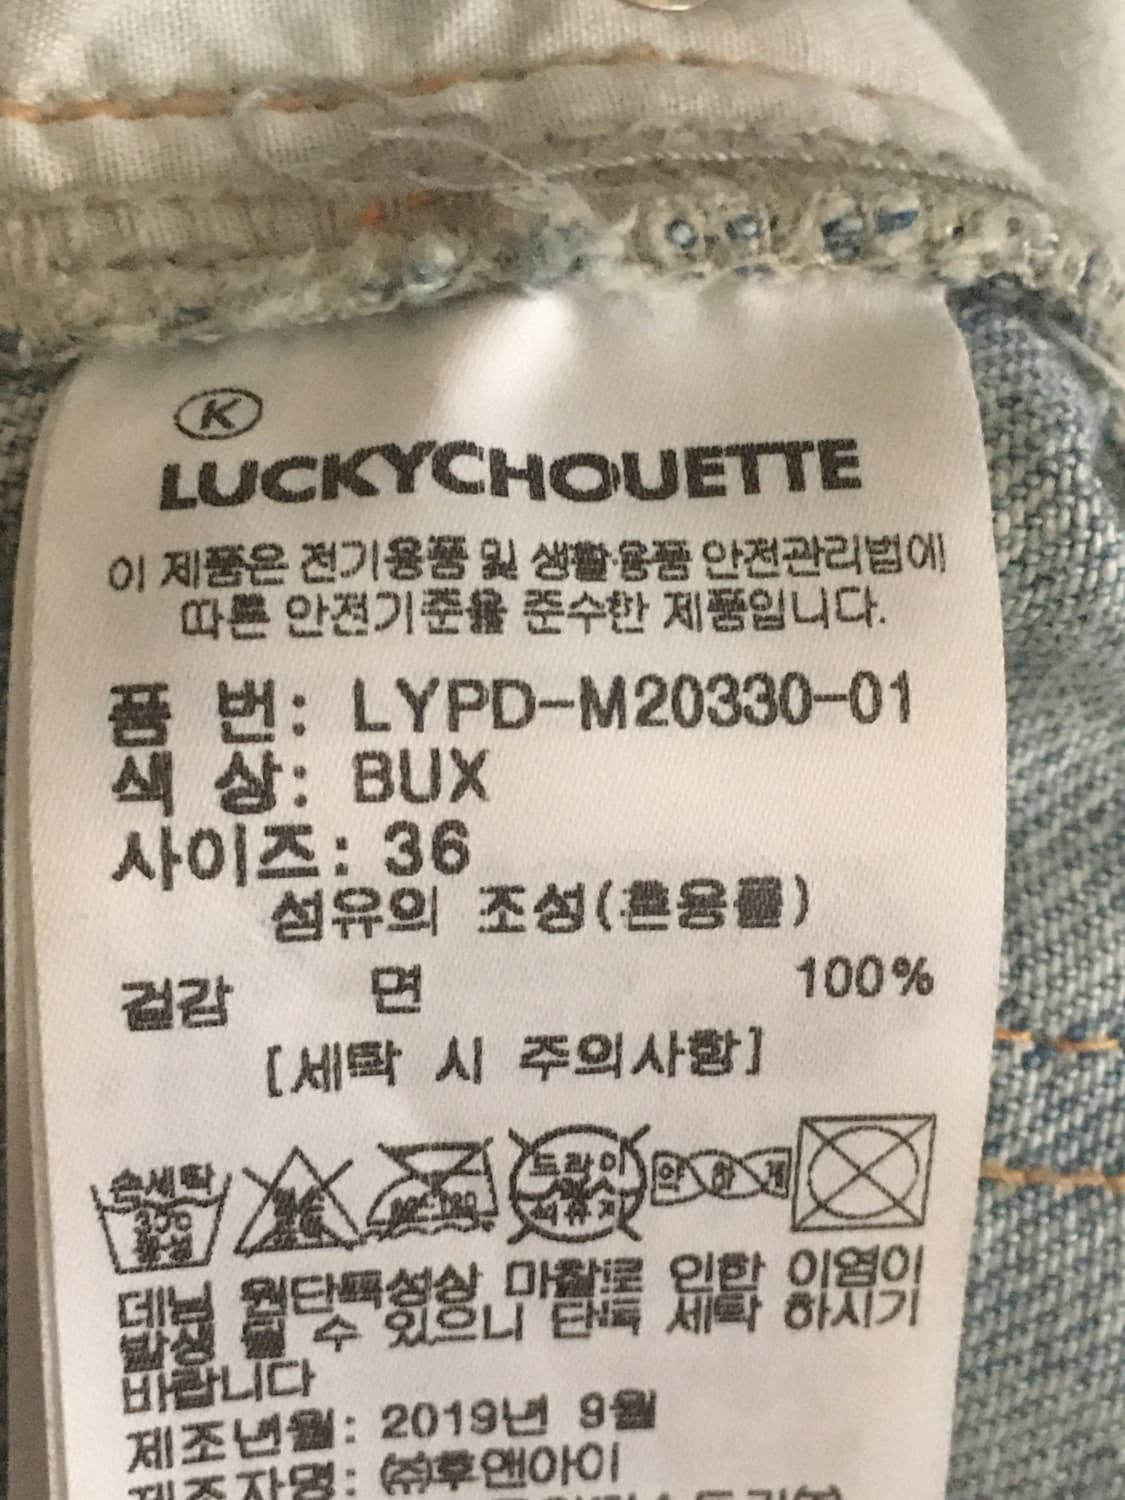 K
LUCKYCHOUETTE
이 제품은 전기용품 및 생활용품 안전관리법에
따른 안전기준을 준수한 제품입니다.
품 번: LYPD-M20330-01
색 상: BUX
사이즈: 36
섬유의 조성(혼용률)
겉감 면 100%
[세탁 시 주의사항]
손세탁 30° 중성 드라이 석유계 약하게
데님 원단특성상 마찰로 인한 이염이
발생 될 수 있으니 단독 세탁 하시기
바랍니다
제조년월: 2019년 9월
제조자명: ㈜후앤아이